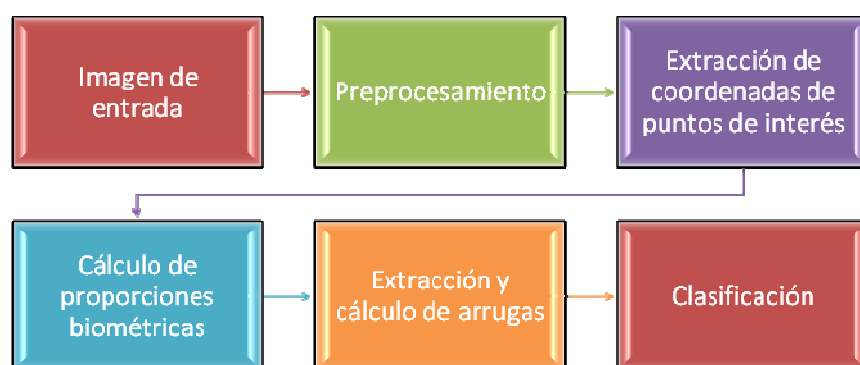 Imagen de
entrada
Preprocesamiento
Extracción de
coordenadas de
puntos de interés
Cálculo de
proporciones
biométricas
Extracción y
cálculo de arrugas
Clasificación